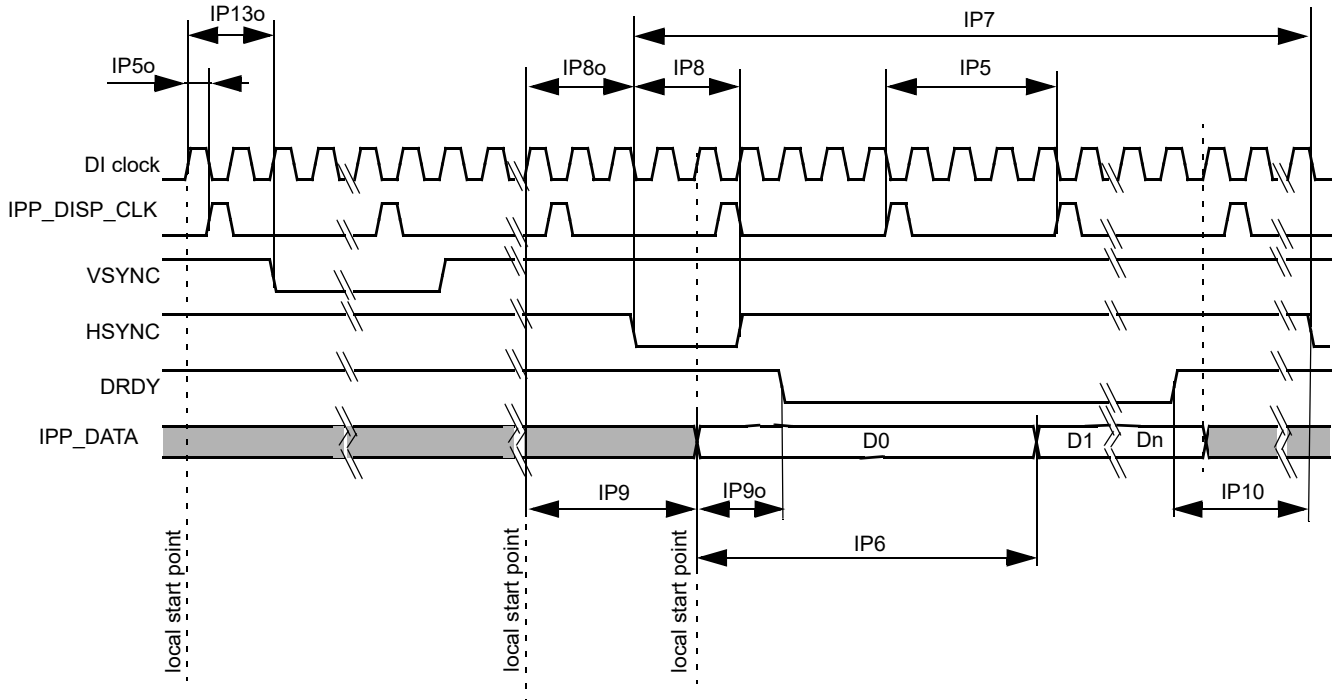 IP13o
IP7
IP5o
IP8o
IP8
IP5
DI clock
IPP_DISP_CLK
VSYNC
HSYNC
DRDY
IPP_DATA
D0
D1
Dn
IP9
IP9o
IP10
IP6
local start point
local start point
local start point